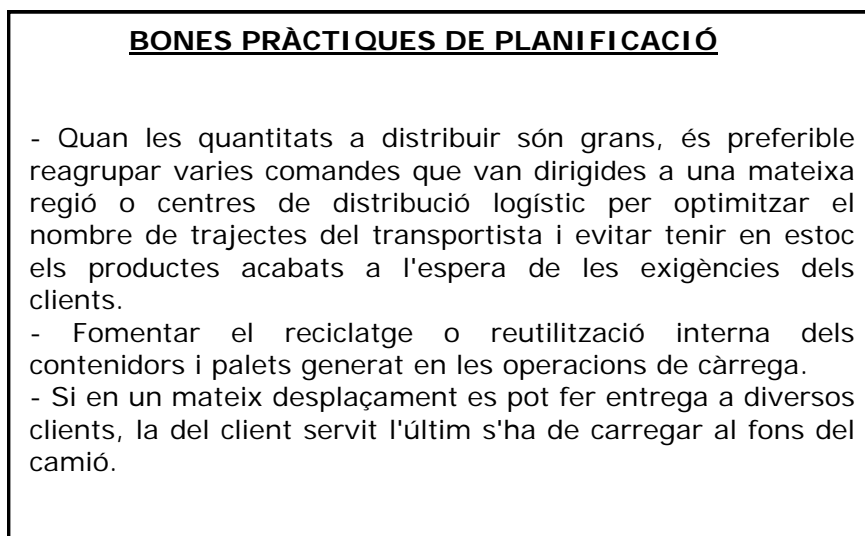 BONES PRÀCTIQUES DE PLANIFICACIÓ
- Quan les quantitats a distribuir són grans, és preferible
reagrupar varies comandes que van dirigides a una mateixa
regió o centres de distribució logístic per optimitzar el
nombre de trajectes del transportista i evitar tenir en estoc
els productes acabats a l'espera de les exigències dels
clients.
- Fomentar el reciclatge o reutilització interna dels
contenidors i palets generat en les operacions de càrrega.
- Si en un mateix desplaçament es pot fer entrega a diversos
clients, la del client servit l'últim s'ha de carregar al fons del
camió.